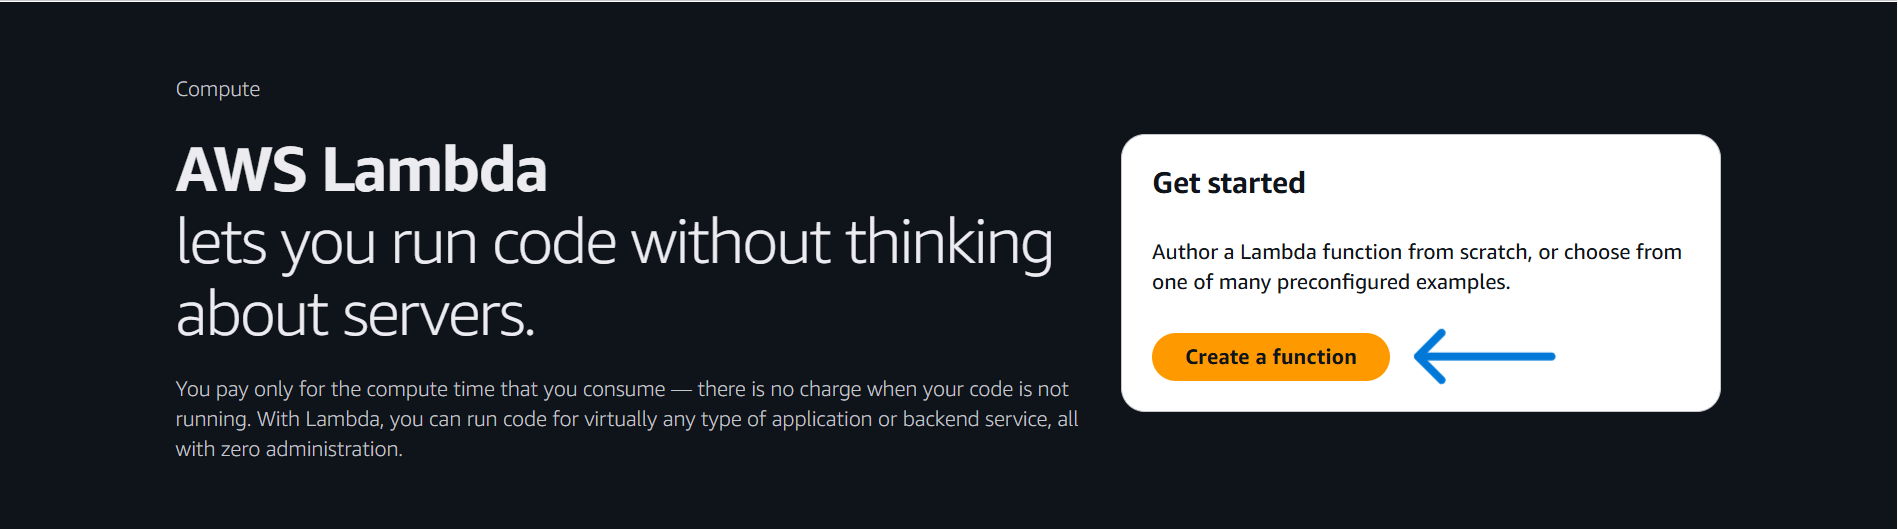 Compute
AWS Lambda
lets you run code without thinking
about servers.
You pay only for the compute time that you consume — there is no charge when your code is not
running. With Lambda, you can run code for virtually any type of application or backend service, all
with zero administration.
Get started
Author a Lambda function from scratch, or choose from
one of many preconfigured examples.
Create a function